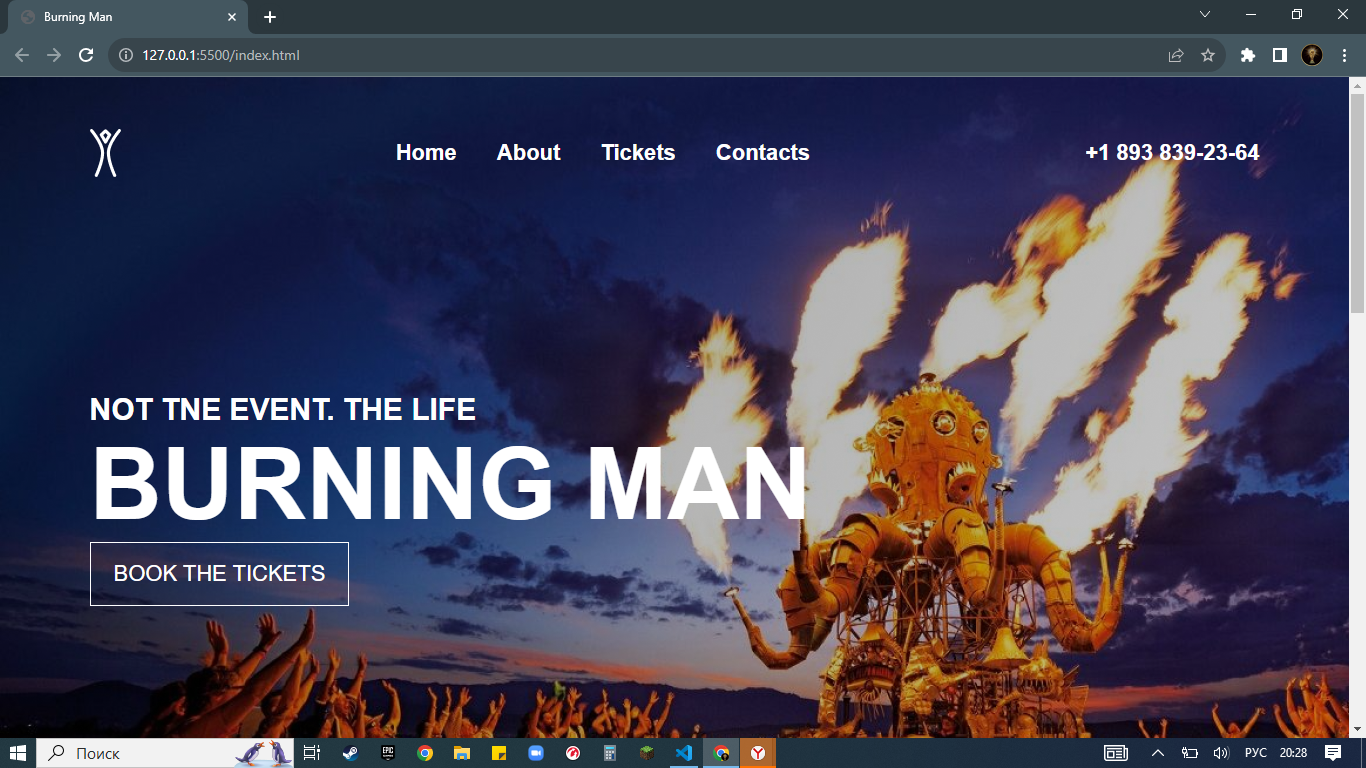 Burning Man
127.0.0.1:5500/index.html
Home About Tickets Contacts +1 893 839-23-64
NOT TNE EVENT. THE LIFE
BURNING MAN
BOOK THE TICKETS
Поиск
EPIC
РУС 20:28